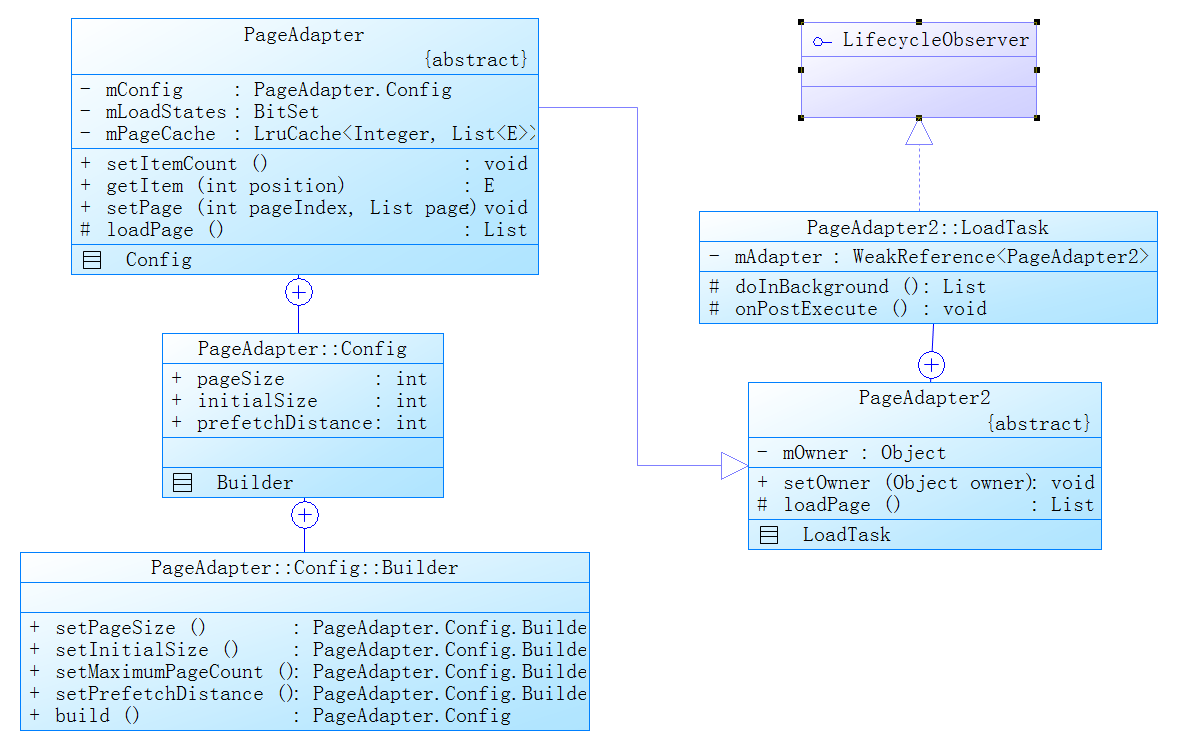 PageAdapter
{abstract}
- mConfig : PageAdapter.Config
- mLoadStates : BitSet
- mPageCache : LruCache<Integer, List<E>>
+ setItemCount () : void
+ getItem (int position) : E
+ setPage (int pageIndex, List page) void
# loadPage () : List
Config
PageAdapter::Config
+ pageSize : int
+ initialSize : int
+ prefetchDistance : int
Builder
PageAdapter::Config::Builder
+ setPageSize () : PageAdapter.Config.Builde
+ setInitialSize () : PageAdapter.Config.Builde
+ setMaximumPageCount () : PageAdapter.Config.Builde
+ setPrefetchDistance () : PageAdapter.Config.Builde
+ build () : PageAdapter.Config
LifecycleObserver
PageAdapter2::LoadTask
- mAdapter : WeakReference<PageAdapter2>
# doInBackground () : List
# onPostExecute () : void
PageAdapter2
{abstract}
- mOwner : Object
+ setOwner (Object owner) : void
# loadPage () : List
LoadTask